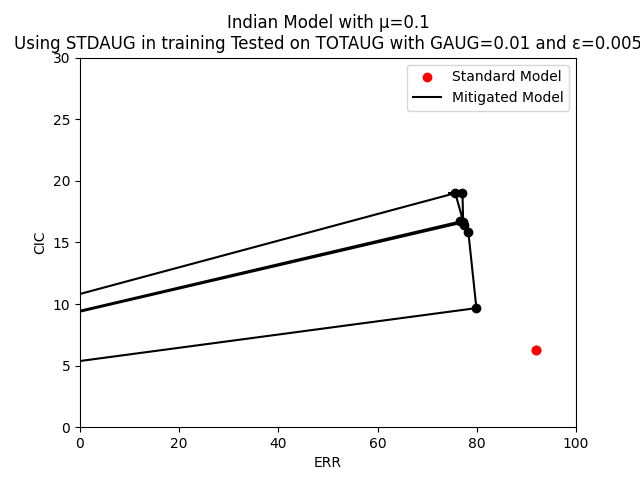 Indian Model with μ=0.1
Using STDAUG in training Tested on TOTAUG with GAUG=0.01 and ε=0.005
30
25
20
15
10
5
0
CIC
Standard Model
Mitigated Model
0 20 40 60 80 100
ERR